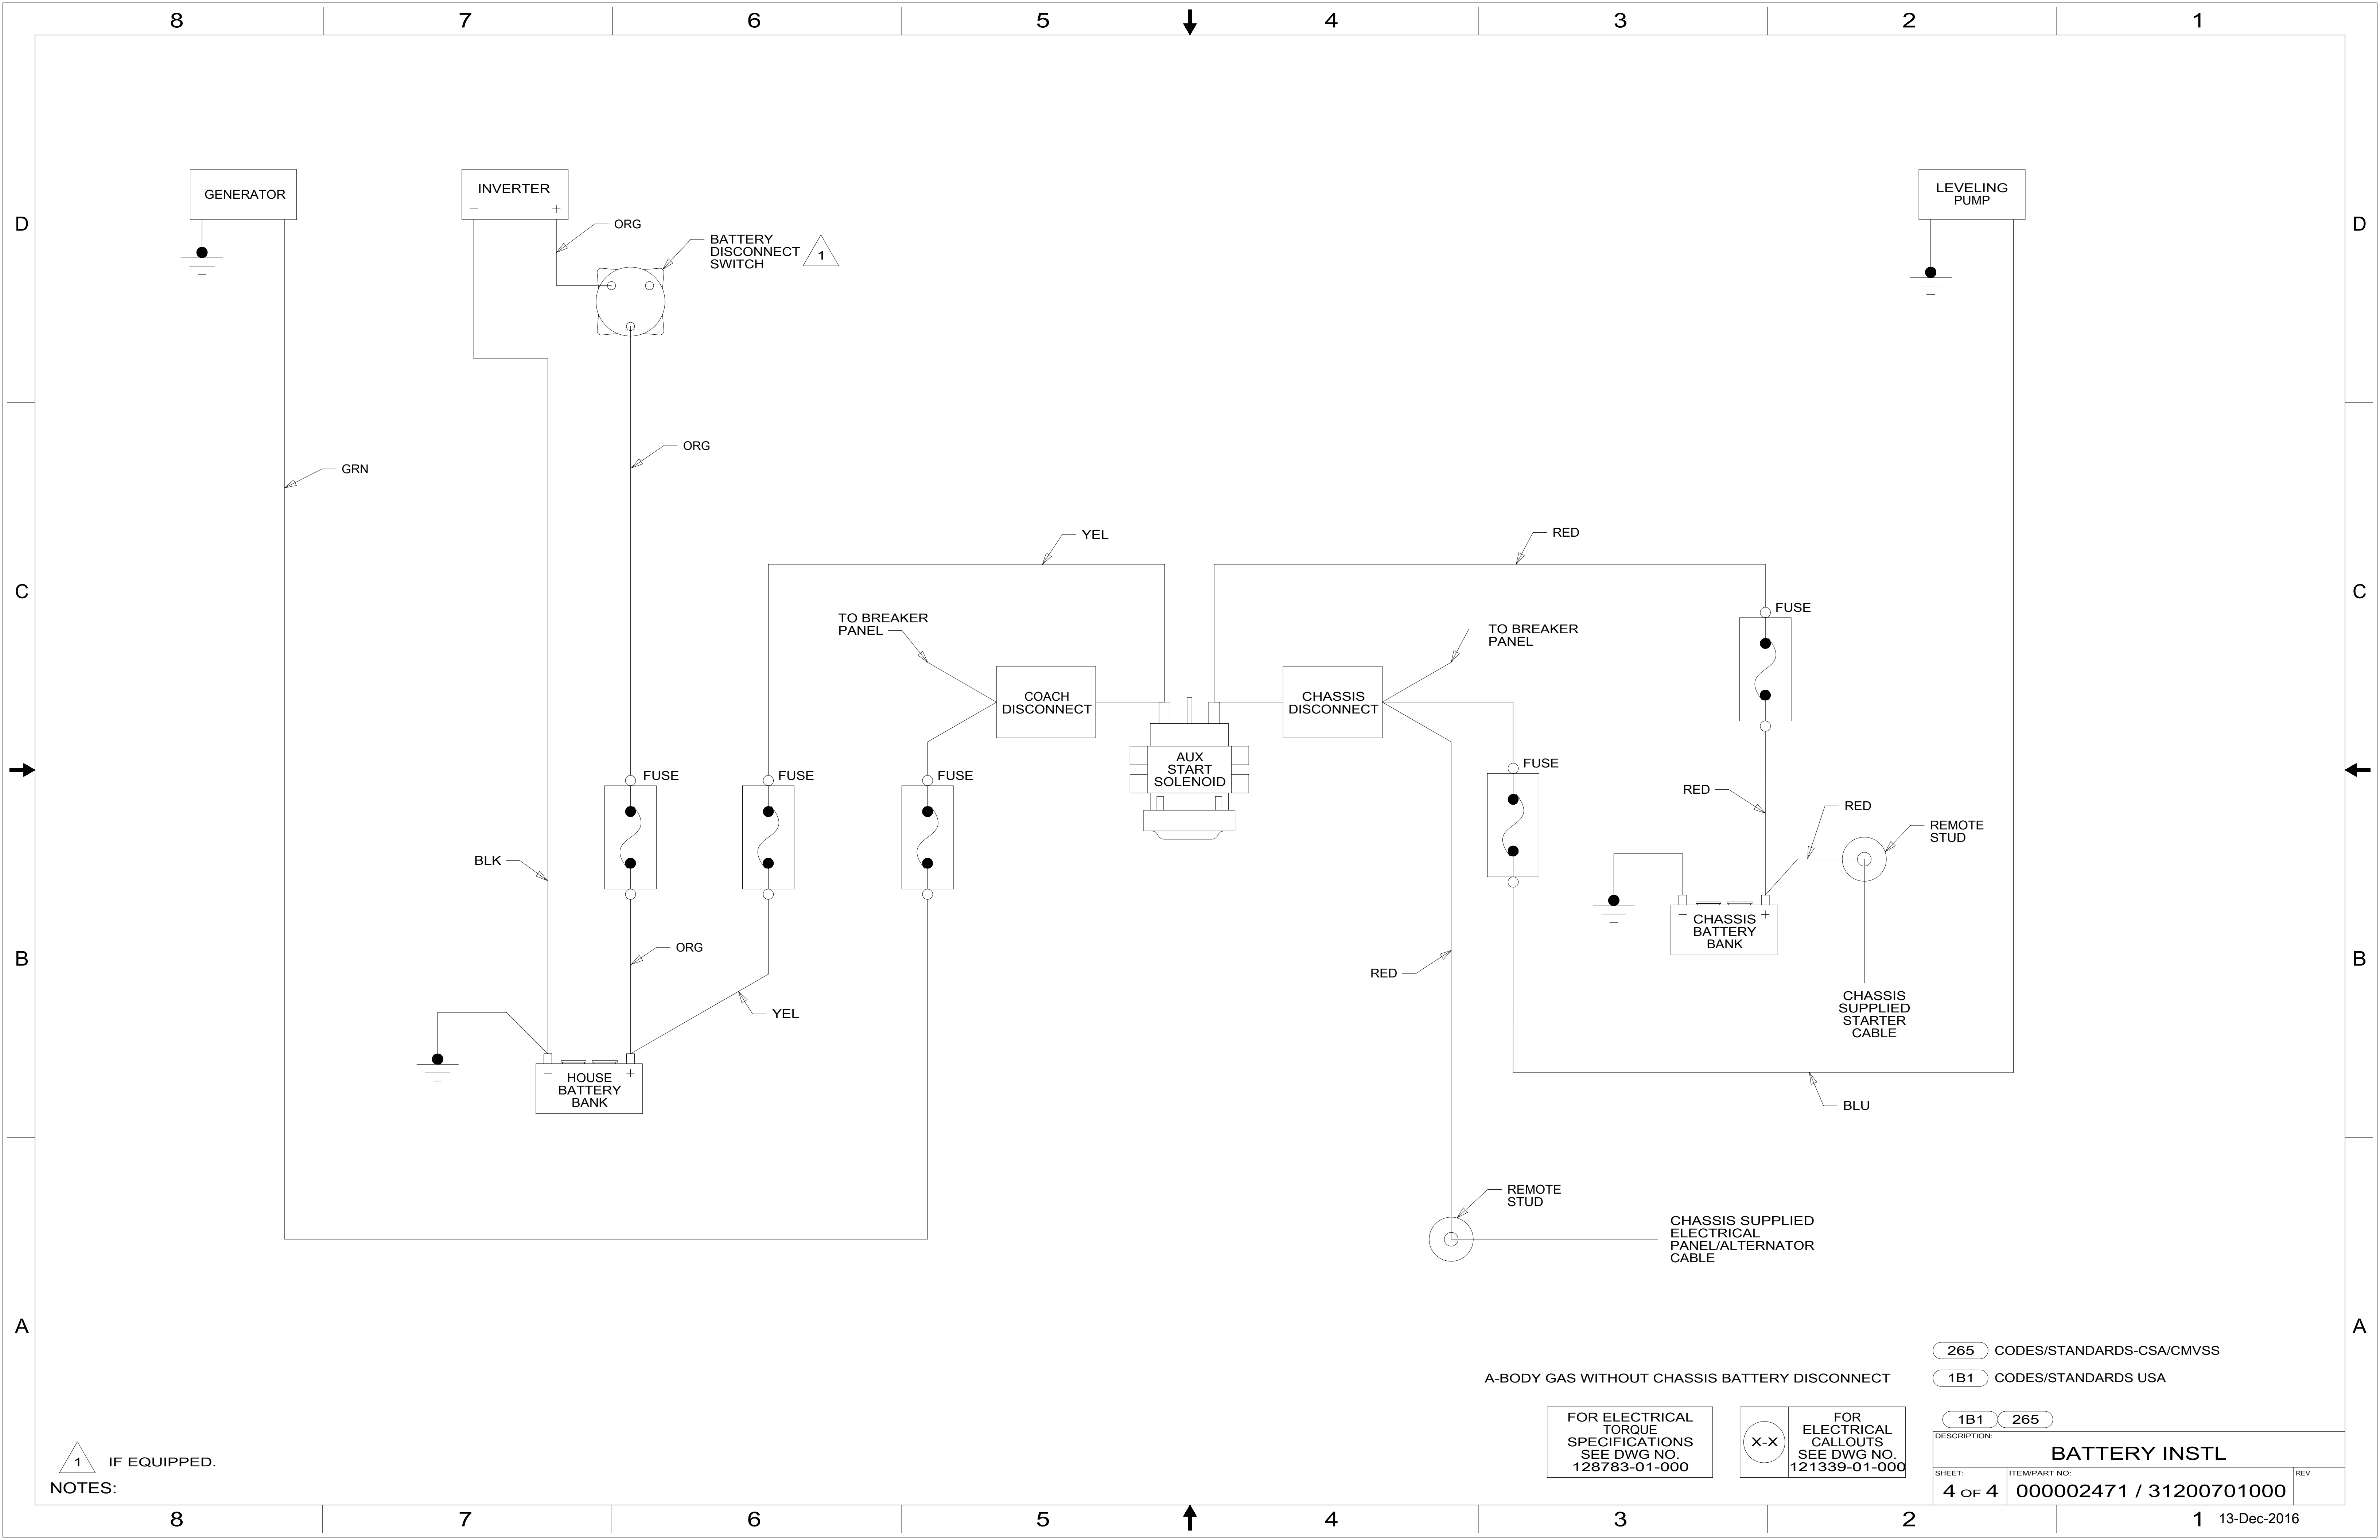 8 7 6 5 4 3 2 1
GENERATOR
INVERTER
− +
LEVELING
PUMP
D
D
ORG
BATTERY
DISCONNECT
SWITCH
1
ORG
GRN
YEL
RED
C
C
TO BREAKER
PANEL
FUSE
TO BREAKER
PANEL
COACH
DISCONNECT
CHASSIS
DISCONNECT
AUX
START
SOLENOID
FUSE
FUSE
FUSE
FUSE
RED
RED
REMOTE
STUD
BLK
− +
CHASSIS
BATTERY
BANK
ORG
RED
B
B
YEL
CHASSIS
SUPPLIED
STARTER
CABLE
− +
HOUSE
BATTERY
BANK
BLU
REMOTE
STUD
CHASSIS SUPPLIED
ELECTRICAL
PANEL/ALTERNATOR
CABLE
A
A
265 CODES/STANDARDS-CSA/CMVSS
A-BODY GAS WITHOUT CHASSIS BATTERY DISCONNECT
1B1 CODES/STANDARDS USA
FOR ELECTRICAL
TORQUE
SPECIFICATIONS
SEE DWG NO.
128783-01-000
X-X
FOR
ELECTRICAL
CALLOUTS
SEE DWG NO.
121339-01-000
1B1 265
DESCRIPTION:
BATTERY INSTL
SHEET:
4 OF 4
ITEM/PART NO:
000002471 / 31200701000
REV
1 IF EQUIPPED.
NOTES:
8 7 6 5 4 3 2 1
13-Dec-2016